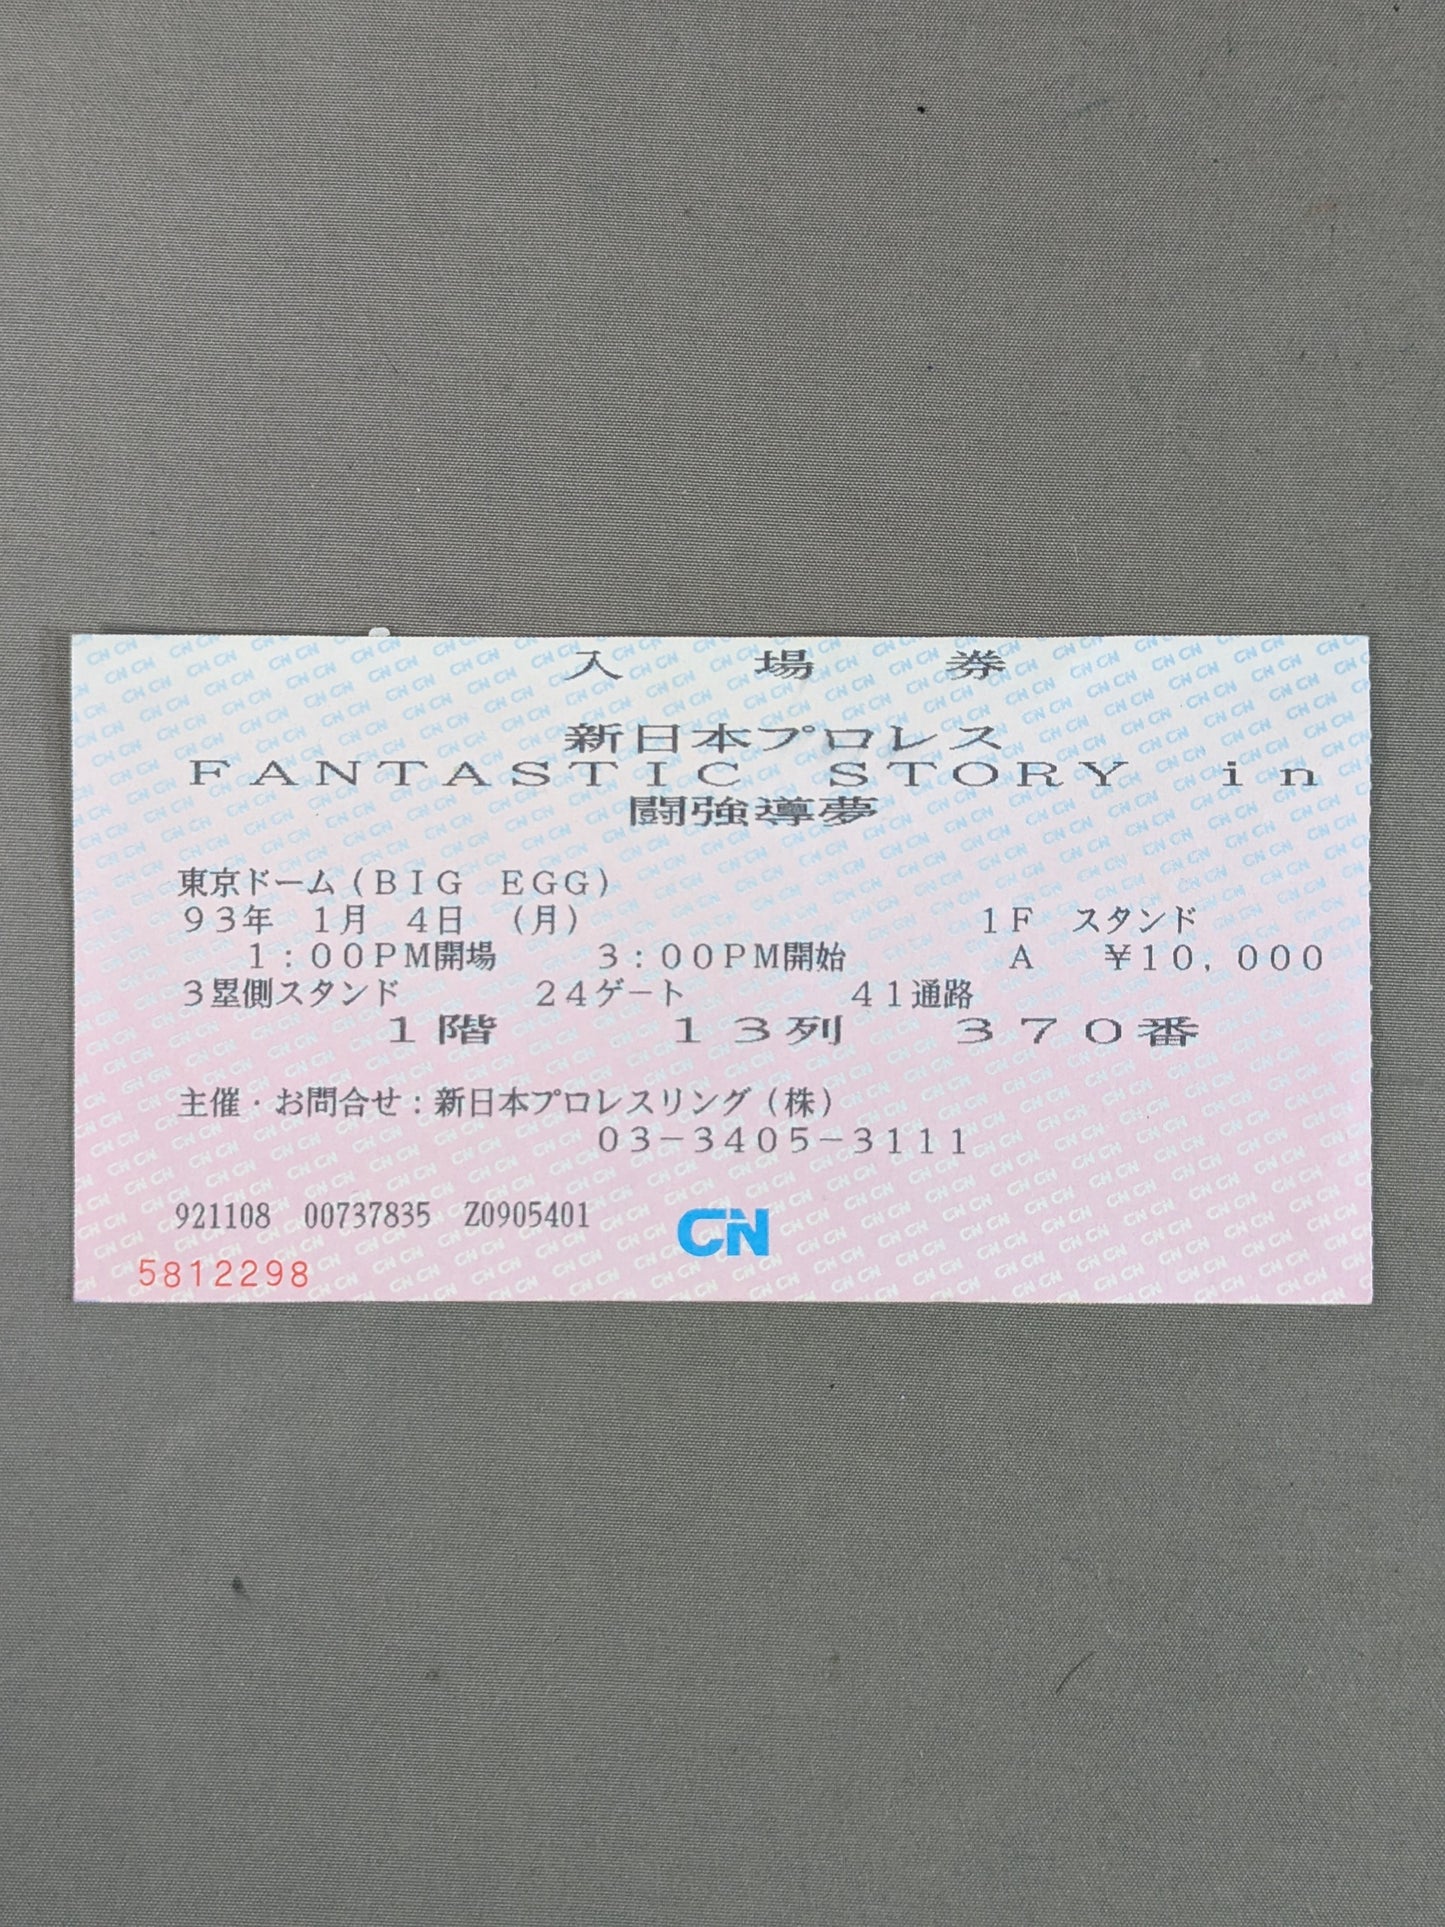 入場券
新日本プロレス
FANTASTIC STORY in
闘強導夢
東京ドーム(BIG EGG)
93年 1月 4日 (月) 1F スタンド
1:00PM開場 3:00PM開始 A ¥10,000
3塁側スタンド 24ゲート 41通路
1階 13列 370番
主催・お問合せ:新日本プロレスリング(株)
03-3405-3111
921108 00737835 Z0905401
CN
5812298